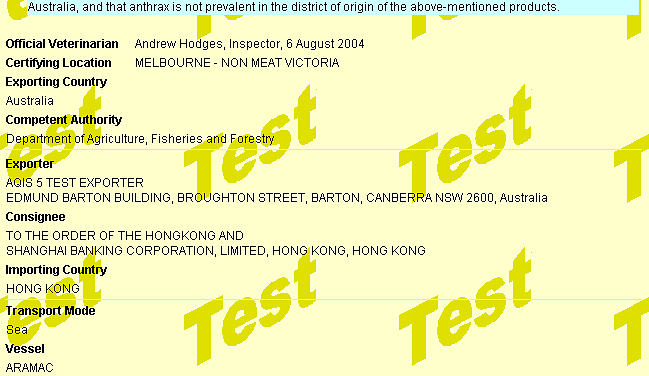 Australia, and that anthrax is not prevalent in the district of origin of the above-mentioned products.
Official Veterinarian Andrew Hodges, Inspector, 6 August 2004
Certifying Location MELBOURNE - NON MEAT VICTORIA
Exporting Country
Australia
Competent Authority
Department of Agriculture, Fisheries and Forestry
Exporter
AQIS 5 TEST EXPORTER
EDMUND BARTON BUILDING, BROUGHTON STREET, BARTON, CANBERRA NSW 2600, Australia
Consignee
TO THE ORDER OF THE HONGKONG AND
SHANGHAI BANKING CORPORATION, LIMITED, HONG KONG, HONG KONG
Importing Country
HONG KONG
Transport Mode
Sea
Vessel
ARAMAC
Test
Test
Test
Test
Test
Test